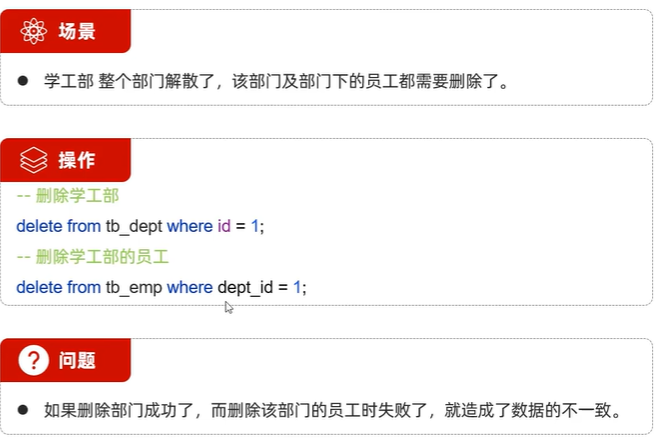 场景
学工部 整个部门解散了，该部门及部门下的员工都需要删除了。
操作
-- 删除学工部
delete from tb_dept where id = 1;
-- 删除学工部的员工
delete from tb_emp where dept_id = 1;
?
问题
如果删除部门成功了，而删除该部门的员工时失败了，就造成了数据的不一致。